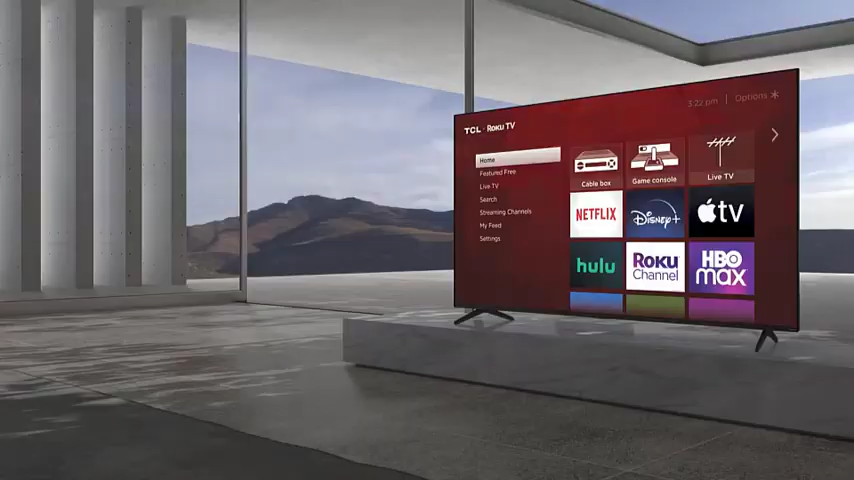 3:22 pm | Options
TCL · Roku TV
Home
Featured Free
Live TV
Search
Streaming Channels
My Feed
Settings
Cable box
Game console
Live TV
NETFLIX
Disney+
tv
hulu
Roku
Channel
HBO
max